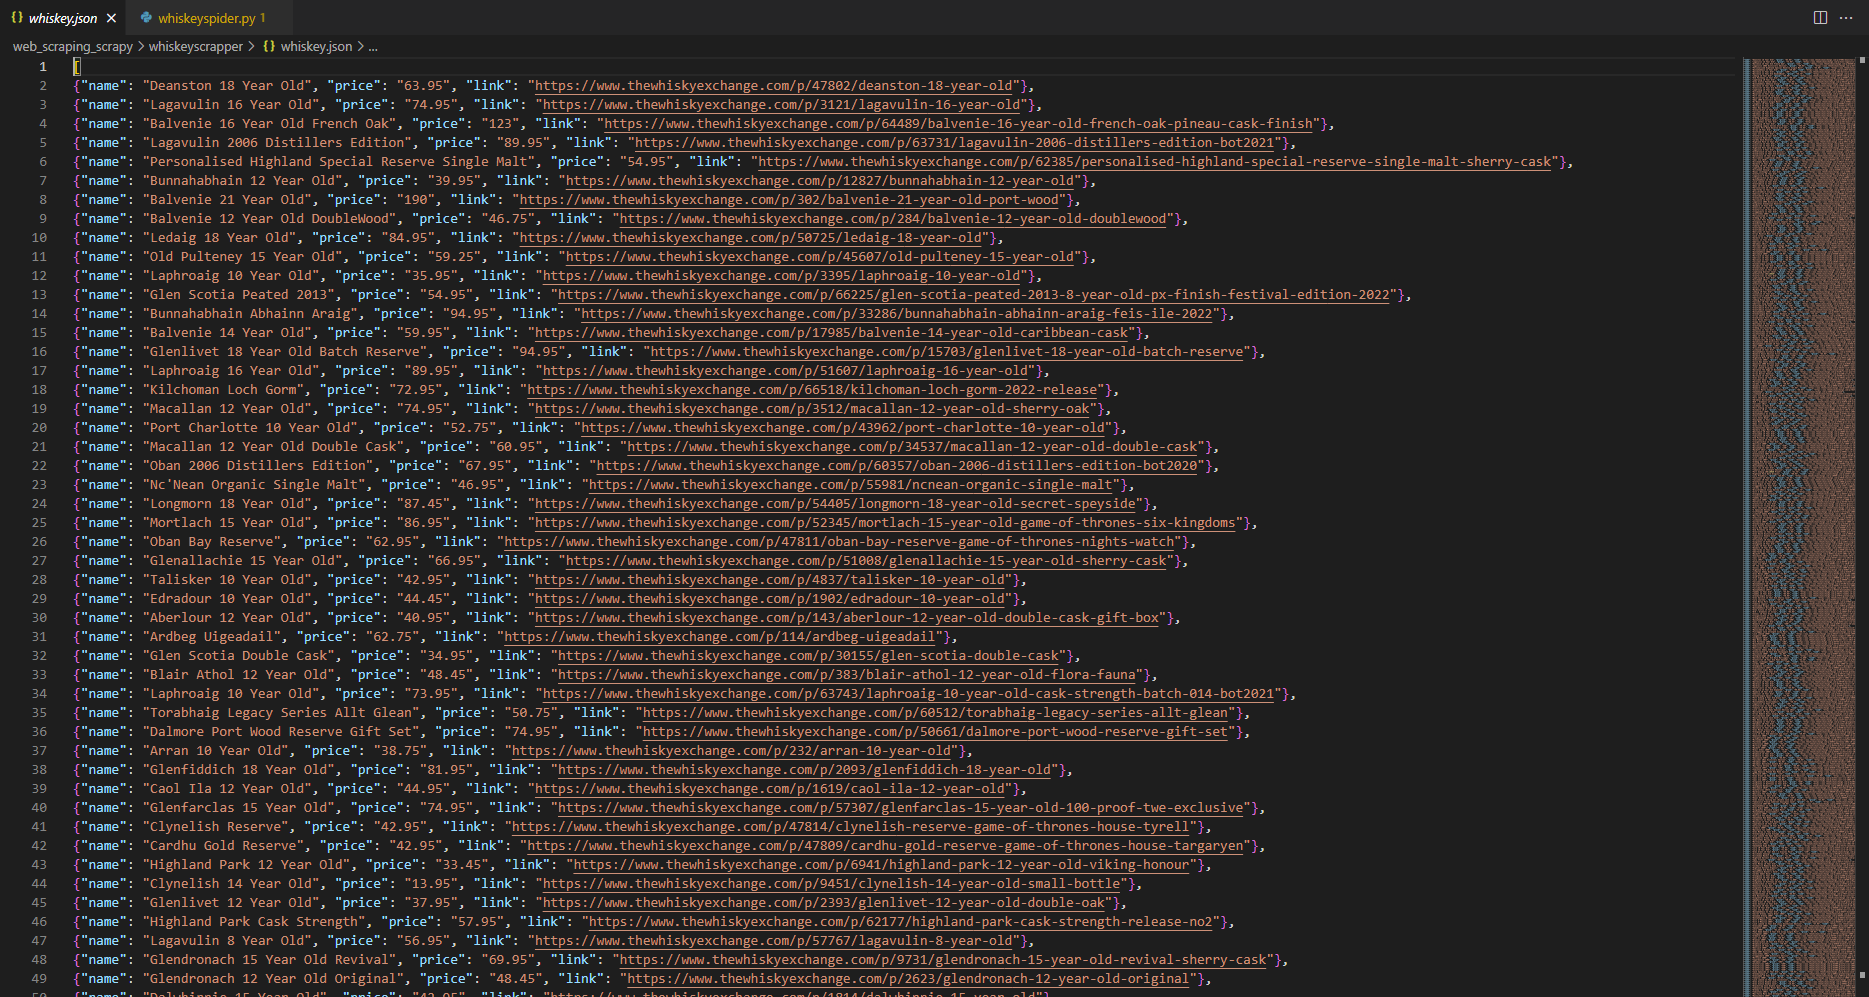 {} whiskey.json × whiskeyspider.py 1
web_scraping_scrapy > whiskeyscrapper > {} whiskey.json > ...
1 [
2 {"name": "Deanston 18 Year Old", "price": "63.95", "link": "https://www.thewhiskyexchange.com/p/47802/deanston-18-year-old"},
3 {"name": "Lagavulin 16 Year Old", "price": "74.95", "link": "https://www.thewhiskyexchange.com/p/3121/lagavulin-16-year-old"},
4 {"name": "Balvenie 16 Year Old French Oak", "price": "123", "link": "https://www.thewhiskyexchange.com/p/64489/balvenie-16-year-old-french-oak-pineau-cask-finish"},
5 {"name": "Lagavulin 2006 Distillers Edition", "price": "89.95", "link": "https://www.thewhiskyexchange.com/p/63731/lagavulin-2006-distillers-edition-bot2021"},
6 {"name": "Personalised Highland Special Reserve Single Malt", "price": "54.95", "link": "https://www.thewhiskyexchange.com/p/62385/personalised-highland-special-reserve-single-malt-sherry-cask"},
7 {"name": "Bunnahabhain 12 Year Old", "price": "39.95", "link": "https://www.thewhiskyexchange.com/p/12827/bunnahabhain-12-year-old"},
8 {"name": "Balvenie 21 Year Old", "price": "190", "link": "https://www.thewhiskyexchange.com/p/302/balvenie-21-year-old-port-wood"},
9 {"name": "Balvenie 12 Year Old DoubleWood", "price": "46.75", "link": "https://www.thewhiskyexchange.com/p/284/balvenie-12-year-old-doublewood"},
10 {"name": "Ledaig 18 Year Old", "price": "84.95", "link": "https://www.thewhiskyexchange.com/p/50725/ledaig-18-year-old"},
11 {"name": "Old Pulteney 15 Year Old", "price": "59.25", "link": "https://www.thewhiskyexchange.com/p/45607/old-pulteney-15-year-old"},
12 {"name": "Laphroaig 10 Year Old", "price": "35.95", "link": "https://www.thewhiskyexchange.com/p/3395/laphroaig-10-year-old"},
13 {"name": "Glen Scotia Peated 2013", "price": "54.95", "link": "https://www.thewhiskyexchange.com/p/66225/glen-scotia-peated-2013-8-year-old-px-finish-festival-edition-2022"},
14 {"name": "Bunnahabhain Abhainn Araig", "price": "94.95", "link": "https://www.thewhiskyexchange.com/p/33286/bunnahabhain-abhainn-araig-feis-ile-2022"},
15 {"name": "Balvenie 14 Year Old", "price": "59.95", "link": "https://www.thewhiskyexchange.com/p/17985/balvenie-14-year-old-caribbean-cask"},
16 {"name": "Glenlivet 18 Year Old Batch Reserve", "price": "94.95", "link": "https://www.thewhiskyexchange.com/p/15703/glenlivet-18-year-old-batch-reserve"},
17 {"name": "Laphroaig 16 Year Old", "price": "89.95", "link": "https://www.thewhiskyexchange.com/p/51607/laphroaig-16-year-old"},
18 {"name": "Kilchoman Loch Gorm", "price": "72.95", "link": "https://www.thewhiskyexchange.com/p/66518/kilchoman-loch-gorm-2022-release"},
19 {"name": "Macallan 12 Year Old", "price": "74.95", "link": "https://www.thewhiskyexchange.com/p/3512/macallan-12-year-old-sherry-oak"},
20 {"name": "Port Charlotte 10 Year Old", "price": "52.75", "link": "https://www.thewhiskyexchange.com/p/43962/port-charlotte-10-year-old"},
21 {"name": "Macallan 12 Year Old Double Cask", "price": "60.95", "link": "https://www.thewhiskyexchange.com/p/34537/macallan-12-year-old-double-cask"},
22 {"name": "Oban 2006 Distillers Edition", "price": "67.95", "link": "https://www.thewhiskyexchange.com/p/60357/oban-2006-distillers-edition-bot2020"},
23 {"name": "Nc'Nean Organic Single Malt", "price": "46.95", "link": "https://www.thewhiskyexchange.com/p/55981/ncnean-organic-single-malt"},
24 {"name": "Longmorn 18 Year Old", "price": "87.45", "link": "https://www.thewhiskyexchange.com/p/54405/longmorn-18-year-old-secret-speyside"},
25 {"name": "Mortlach 15 Year Old", "price": "86.95", "link": "https://www.thewhiskyexchange.com/p/52345/mortlach-15-year-old-game-of-thrones-six-kingdoms"},
26 {"name": "Oban Bay Reserve", "price": "62.95", "link": "https://www.thewhiskyexchange.com/p/47811/oban-bay-reserve-game-of-thrones-nights-watch"},
27 {"name": "Glenallachie 15 Year Old", "price": "66.95", "link": "https://www.thewhiskyexchange.com/p/51008/glenallachie-15-year-old-sherry-cask"},
28 {"name": "Talisker 10 Year Old", "price": "42.95", "link": "https://www.thewhiskyexchange.com/p/4837/talisker-10-year-old"},
29 {"name": "Edradour 10 Year Old", "price": "44.45", "link": "https://www.thewhiskyexchange.com/p/1902/edradour-10-year-old"},
30 {"name": "Aberlour 12 Year Old", "price": "40.95", "link": "https://www.thewhiskyexchange.com/p/143/aberlour-12-year-old-double-cask-gift-box"},
31 {"name": "Ardbeg Uigeadail", "price": "62.75", "link": "https://www.thewhiskyexchange.com/p/114/ardbeg-uigeadail"},
32 {"name": "Glen Scotia Double Cask", "price": "34.95", "link": "https://www.thewhiskyexchange.com/p/30155/glen-scotia-double-cask"},
33 {"name": "Blair Athol 12 Year Old", "price": "48.45", "link": "https://www.thewhiskyexchange.com/p/383/blair-athol-12-year-old-flora-fauna"},
34 {"name": "Laphroaig 10 Year Old", "price": "73.95", "link": "https://www.thewhiskyexchange.com/p/63743/laphroaig-10-year-old-cask-strength-batch-014-bot2021"},
35 {"name": "Torabhaig Legacy Series Allt Glean", "price": "50.75", "link": "https://www.thewhiskyexchange.com/p/60512/torabhaig-legacy-series-allt-glean"},
36 {"name": "Dalmore Port Wood Reserve Gift Set", "price": "74.95", "link": "https://www.thewhiskyexchange.com/p/50661/dalmore-port-wood-reserve-gift-set"},
37 {"name": "Arran 10 Year Old", "price": "38.75", "link": "https://www.thewhiskyexchange.com/p/232/arran-10-year-old"},
38 {"name": "Glenfiddich 18 Year Old", "price": "81.95", "link": "https://www.thewhiskyexchange.com/p/2093/glenfiddich-18-year-old"},
39 {"name": "Caol Ila 12 Year Old", "price": "44.95", "link": "https://www.thewhiskyexchange.com/p/1619/caol-ila-12-year-old"},
40 {"name": "Glenfarclas 15 Year Old", "price": "74.95", "link": "https://www.thewhiskyexchange.com/p/57307/glenfarclas-15-year-old-100-proof-twe-exclusive"},
41 {"name": "Clynelish Reserve", "price": "42.95", "link": "https://www.thewhiskyexchange.com/p/47814/clynelish-reserve-game-of-thrones-house-tyrell"},
42 {"name": "Cardhu Gold Reserve", "price": "42.95", "link": "https://www.thewhiskyexchange.com/p/47809/cardhu-gold-reserve-game-of-thrones-house-targaryen"},
43 {"name": "Highland Park 12 Year Old", "price": "33.45", "link": "https://www.thewhiskyexchange.com/p/6941/highland-park-12-year-old-viking-honour"},
44 {"name": "Clynelish 14 Year Old", "price": "13.95", "link": "https://www.thewhiskyexchange.com/p/9451/clynelish-14-year-old-small-bottle"},
45 {"name": "Glenlivet 12 Year Old", "price": "37.95", "link": "https://www.thewhiskyexchange.com/p/2393/glenlivet-12-year-old-double-oak"},
46 {"name": "Highland Park Cask Strength", "price": "57.95", "link": "https://www.thewhiskyexchange.com/p/62177/highland-park-cask-strength-release-no2"},
47 {"name": "Lagavulin 8 Year Old", "price": "56.95", "link": "https://www.thewhiskyexchange.com/p/57767/lagavulin-8-year-old"},
48 {"name": "Glendronach 15 Year Old Revival", "price": "69.95", "link": "https://www.thewhiskyexchange.com/p/9731/glendronach-15-year-old-revival-sherry-cask"},
49 {"name": "Glendronach 12 Year Old Original", "price": "48.45", "link": "https://www.thewhiskyexchange.com/p/2623/glendronach-12-year-old-original"},